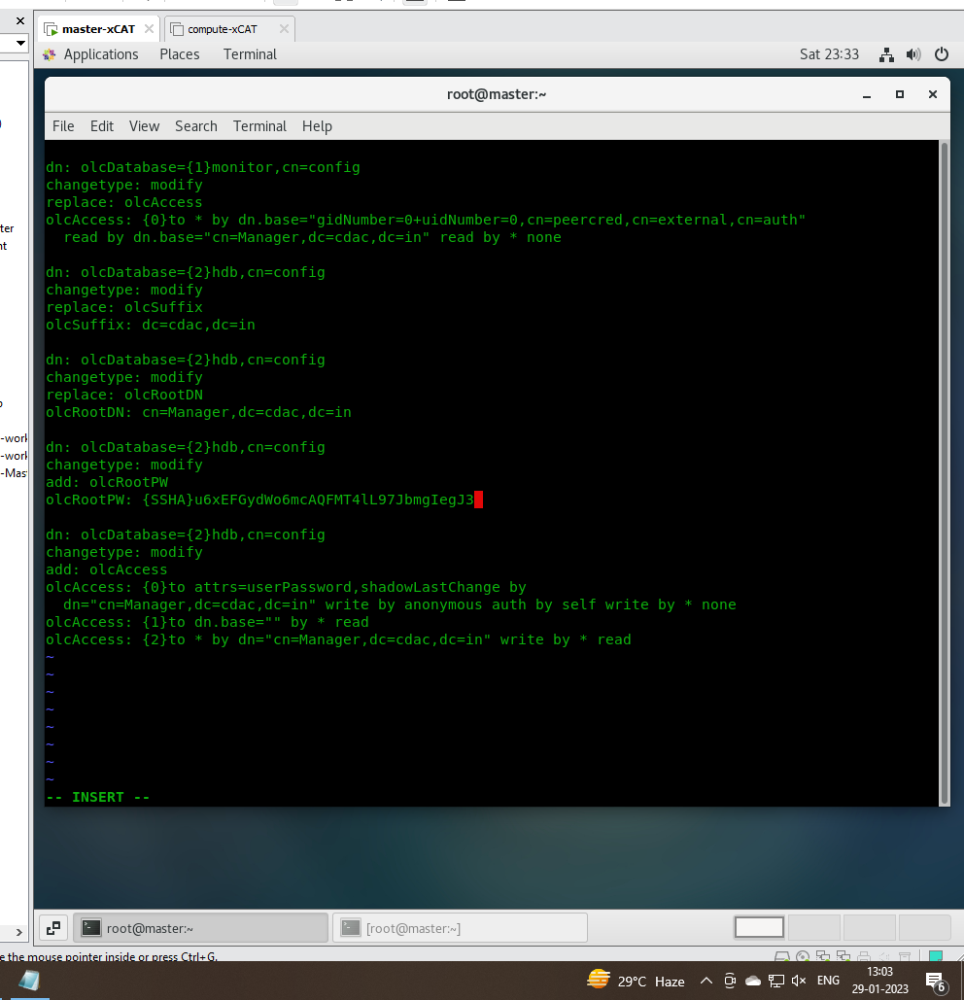 master-xCAT
compute-xCAT
Applications Places Terminal
Sat 23:33
root@master:~
File Edit View Search Terminal Help
dn: olcDatabase={1}monitor,cn=config
changetype: modify
replace: olcAccess
olcAccess: {0}to * by dn.base="gidNumber=0+uidNumber=0,cn=peercred,cn=external,cn=auth"
  read by dn.base="cn=Manager,dc=cdac,dc=in" read by * none
dn: olcDatabase={2}hdb,cn=config
changetype: modify
replace: olcSuffix
olcSuffix: dc=cdac,dc=in
dn: olcDatabase={2}hdb,cn=config
changetype: modify
replace: olcRootDN
olcRootDN: cn=Manager,dc=cdac,dc=in
dn: olcDatabase={2}hdb,cn=config
changetype: modify
add: olcRootPW
olcRootPW: {SSHA}u6xEFGydWo6mcAQFMT4lL97JbmgIegJ3
dn: olcDatabase={2}hdb,cn=config
changetype: modify
add: olcAccess
olcAccess: {0}to attrs=userPassword,shadowLastChange by
  dn="cn=Manager,dc=cdac,dc=in" write by anonymous auth by self write by * none
olcAccess: {1}to dn.base="" by * read
olcAccess: {2}to * by dn="cn=Manager,dc=cdac,dc=in" write by * read
~
~
~
~
~
~
~
~
-- INSERT --
ter
nt
-work
-work
-Mas
root@master:~
[root@master:~]
e the mouse pointer inside or press Ctrl+G.
29°C Haze
ENG
13:03
29-01-2023
6